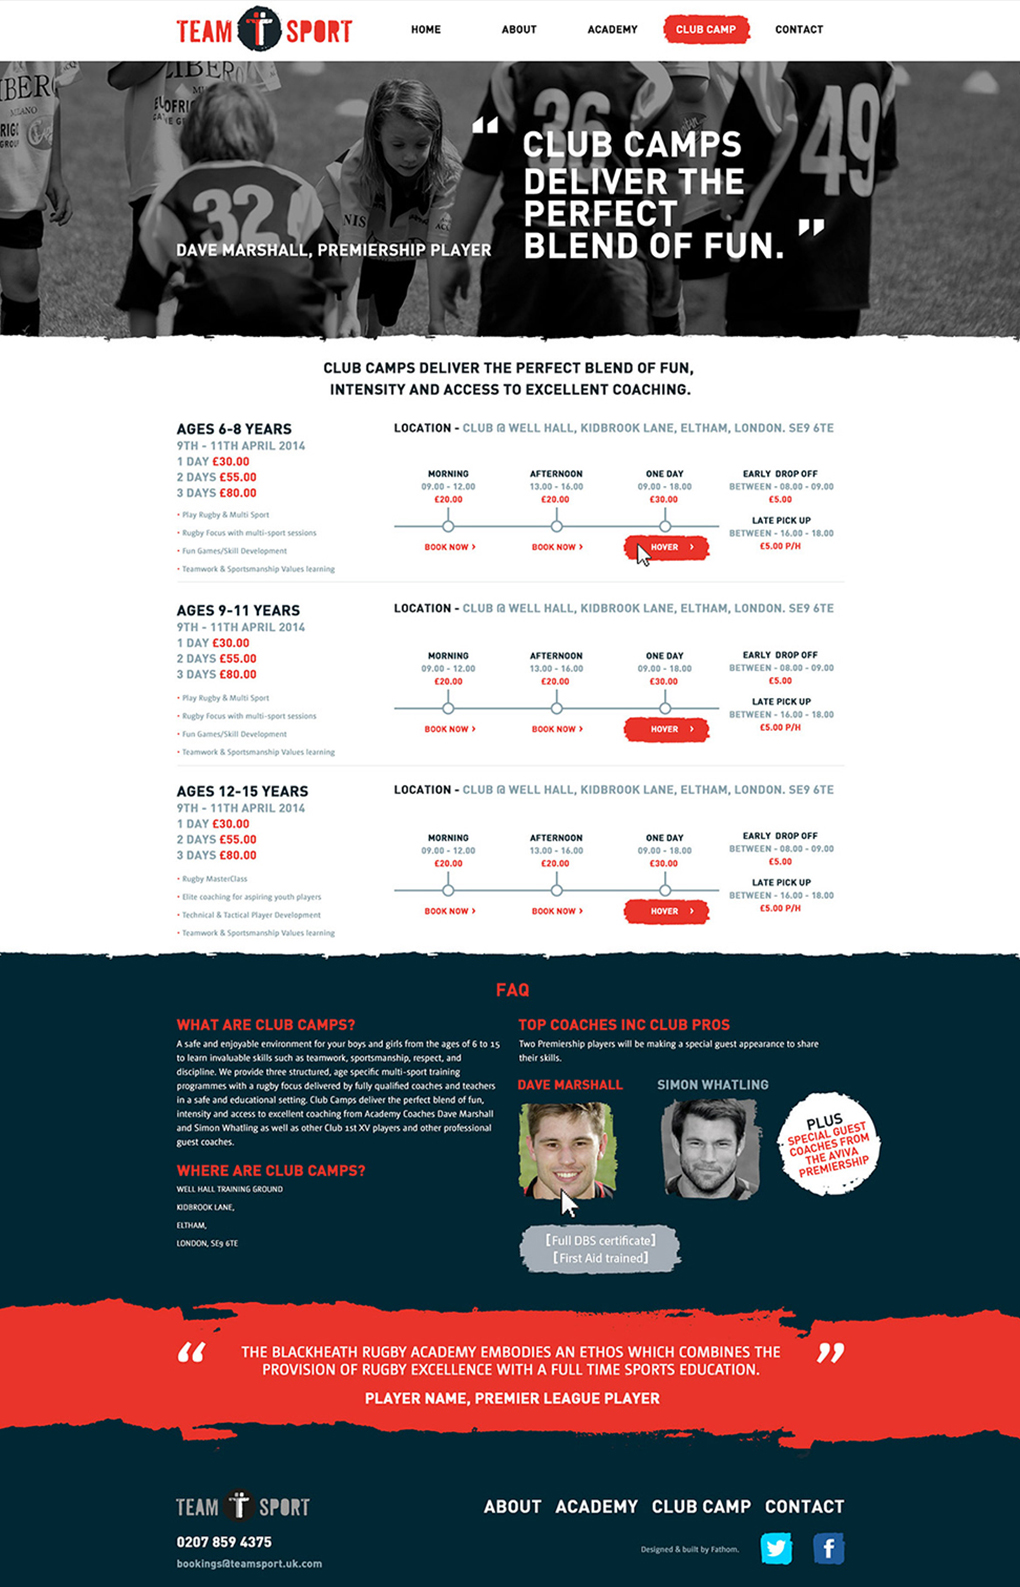 TEAM T SPORT
HOME ABOUT ACADEMY CLUB CAMP CONTACT
IBER
MILANO
LIBER
32
NIS
36
49
“ CLUB CAMPS
DELIVER THE
PERFECT
BLEND OF FUN. ”
DAVE MARSHALL, PREMIERSHIP PLAYER
CLUB CAMPS DELIVER THE PERFECT BLEND OF FUN,
INTENSITY AND ACCESS TO EXCELLENT COACHING.
AGES 6-8 YEARS
9TH - 11TH APRIL 2014
1 DAY £30.00
2 DAYS £55.00
3 DAYS £80.00
• Play Rugby & Multi Sport
• Rugby Focus with multi-sport sessions
• Fun Games/Skill Development
• Teamwork & Sportsmanship Values learning
LOCATION - CLUB @ WELL HALL, KIDBROOK LANE, ELTHAM, LONDON. SE9 6TE
MORNING
09.00 - 12.00
£20.00
BOOK NOW >
AFTERNOON
13.00 - 16.00
£20.00
BOOK NOW >
ONE DAY
09.00 - 18.00
£30.00
HOVER >
EARLY DROP OFF
BETWEEN - 08.00 - 09.00
£5.00
LATE PICK UP
BETWEEN - 16.00 - 18.00
£5.00 P/H
AGES 9-11 YEARS
9TH - 11TH APRIL 2014
1 DAY £30.00
2 DAYS £55.00
3 DAYS £80.00
• Play Rugby & Multi Sport
• Rugby Focus with multi-sport sessions
• Fun Games/Skill Development
• Teamwork & Sportsmanship Values learning
LOCATION - CLUB @ WELL HALL, KIDBROOK LANE, ELTHAM, LONDON. SE9 6TE
MORNING
09.00 - 12.00
£20.00
BOOK NOW >
AFTERNOON
13.00 - 16.00
£20.00
BOOK NOW >
ONE DAY
09.00 - 18.00
£30.00
HOVER >
EARLY DROP OFF
BETWEEN - 08.00 - 09.00
£5.00
LATE PICK UP
BETWEEN - 16.00 - 18.00
£5.00 P/H
AGES 12-15 YEARS
9TH - 11TH APRIL 2014
1 DAY £30.00
2 DAYS £55.00
3 DAYS £80.00
• Rugby MasterClass
• Elite coaching for aspiring youth players
• Technical & Tactical Player Development
• Teamwork & Sportsmanship Values learning
LOCATION - CLUB @ WELL HALL, KIDBROOK LANE, ELTHAM, LONDON. SE9 6TE
MORNING
09.00 - 12.00
£20.00
BOOK NOW >
AFTERNOON
13.00 - 16.00
£20.00
BOOK NOW >
ONE DAY
09.00 - 18.00
£30.00
HOVER >
EARLY DROP OFF
BETWEEN - 08.00 - 09.00
£5.00
LATE PICK UP
BETWEEN - 16.00 - 18.00
£5.00 P/H
FAQ
WHAT ARE CLUB CAMPS?
A safe and enjoyable environment for your boys and girls from the ages of 6 to 15
to learn invaluable skills such as teamwork, sportsmanship, respect, and
discipline. We provide three structured, age specific multi-sport training
programmes with a rugby focus delivered by fully qualified coaches and teachers
in a safe and educational setting. Club Camps deliver the perfect blend of fun,
intensity and access to excellent coaching from Academy Coaches Dave Marshall
and Simon Whatling as well as other Club 1st XV players and other professional
guest coaches.
WHERE ARE CLUB CAMPS?
WELL HALL TRAINING GROUND
KIDBROOK LANE,
ELTHAM,
LONDON, SE9 6TE
TOP COACHES INC CLUB PROS
Two Premiership players will be making a special guest appearance to share
their skills.
DAVE MARSHALL SIMON WHATLING
PLUS
SPECIAL GUEST
COACHES FROM
THE AVIVA
PREMIERSHIP
[Full DBS certificate]
[First Aid trained]
“ THE BLACKHEATH RUGBY ACADEMY EMBODIES AN ETHOS WHICH COMBINES THE
PROVISION OF RUGBY EXCELLENCE WITH A FULL TIME SPORTS EDUCATION. ”
PLAYER NAME, PREMIER LEAGUE PLAYER
TEAM T SPORT
0207 859 4375
bookings@teamsport.uk.com
ABOUT ACADEMY CLUB CAMP CONTACT
Designed & built by Fathom.
f